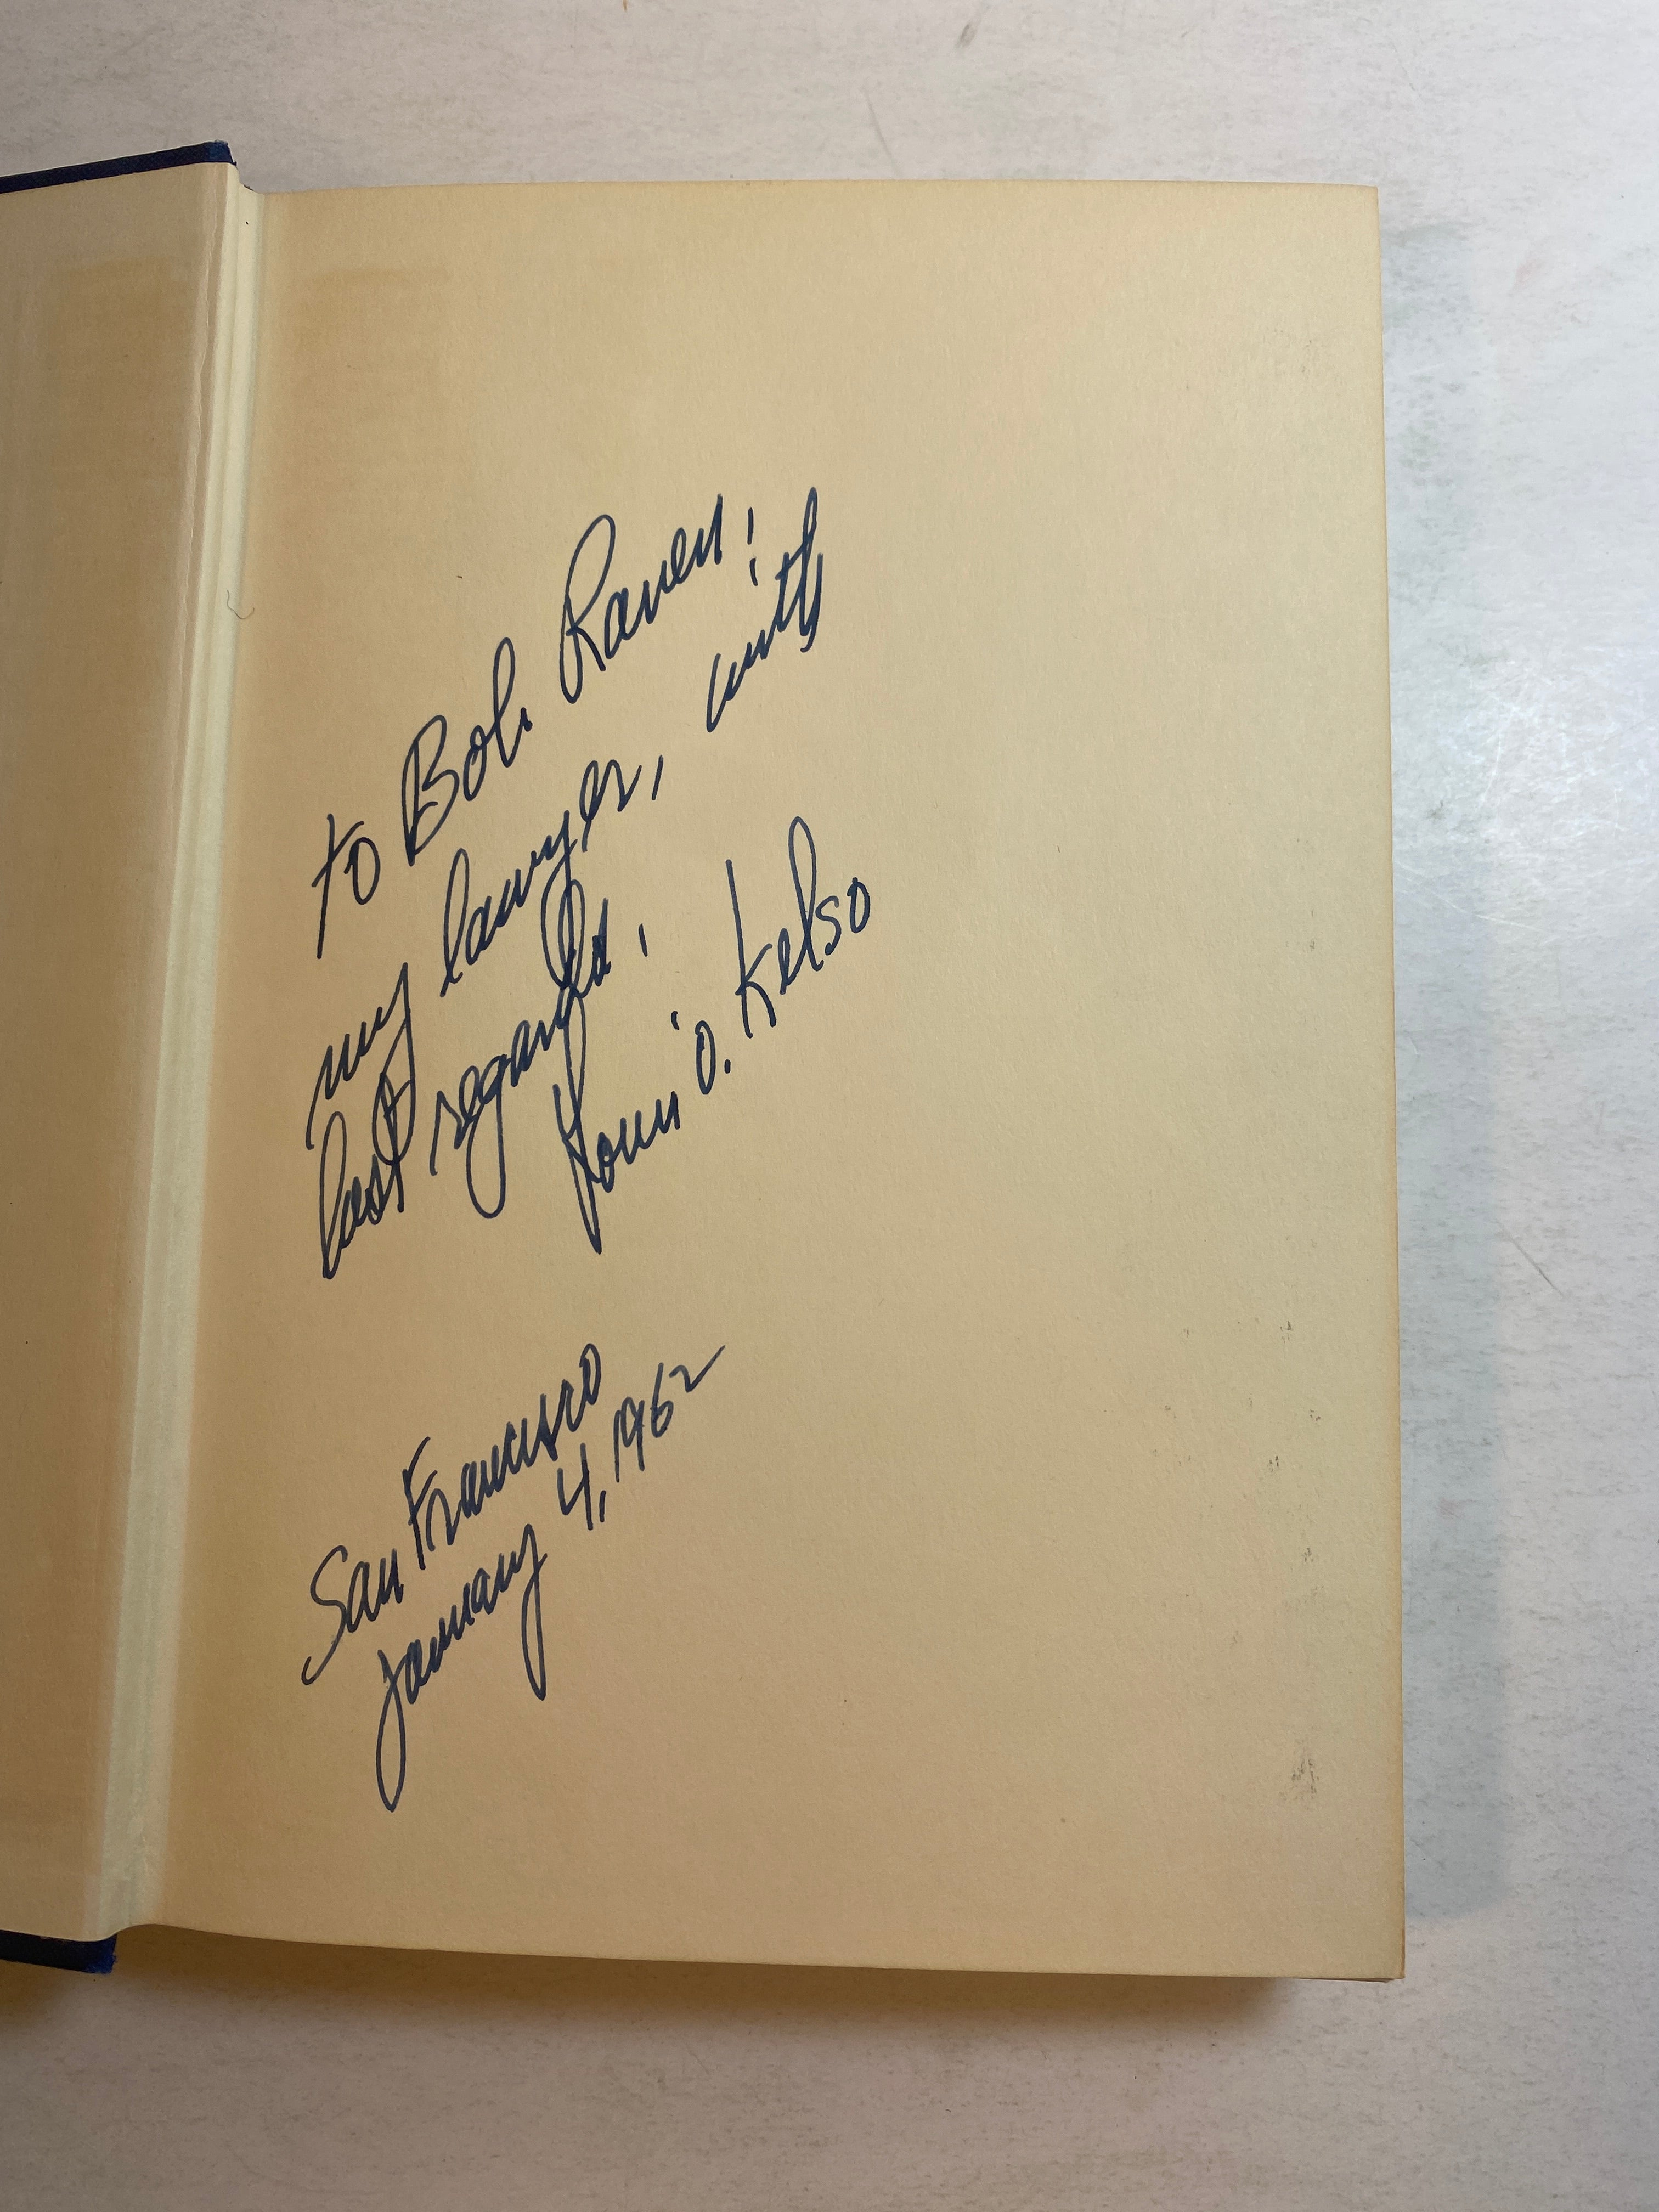 to Bob Raven:
my lawyer, with
best regards.
Louis O. Kelso
San Francisco
January 4, 1962